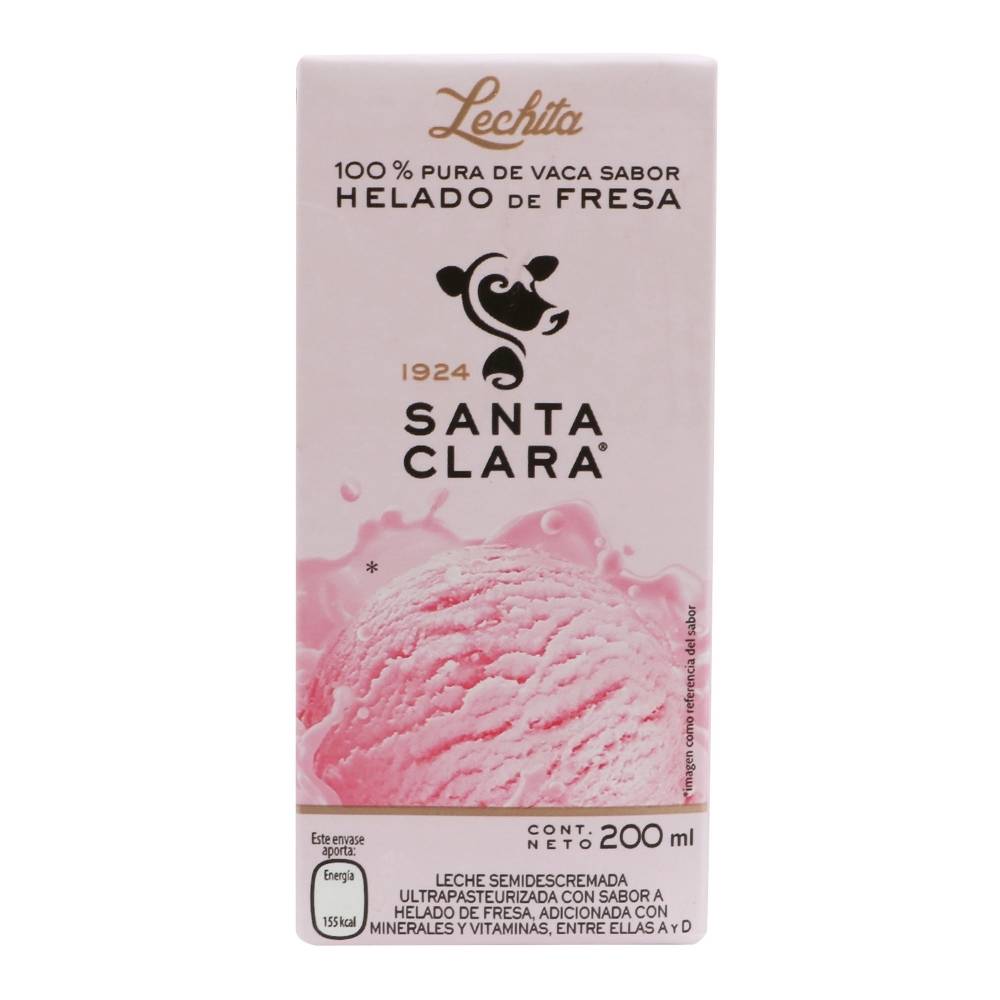 Lechita
100% PURA DE VACA SABOR
HELADO DE FRESA
1924
SANTA
CLARA®
*
*imagen como referencia del sabor
CONT.
NETO 200 ml
Este envase
aporta:
Energía
155 kcal
LECHE SEMIDESCREMADA
ULTRAPASTEURIZADA CON SABOR A
HELADO DE FRESA, ADICIONADA CON
MINERALES Y VITAMINAS, ENTRE ELLAS A Y D